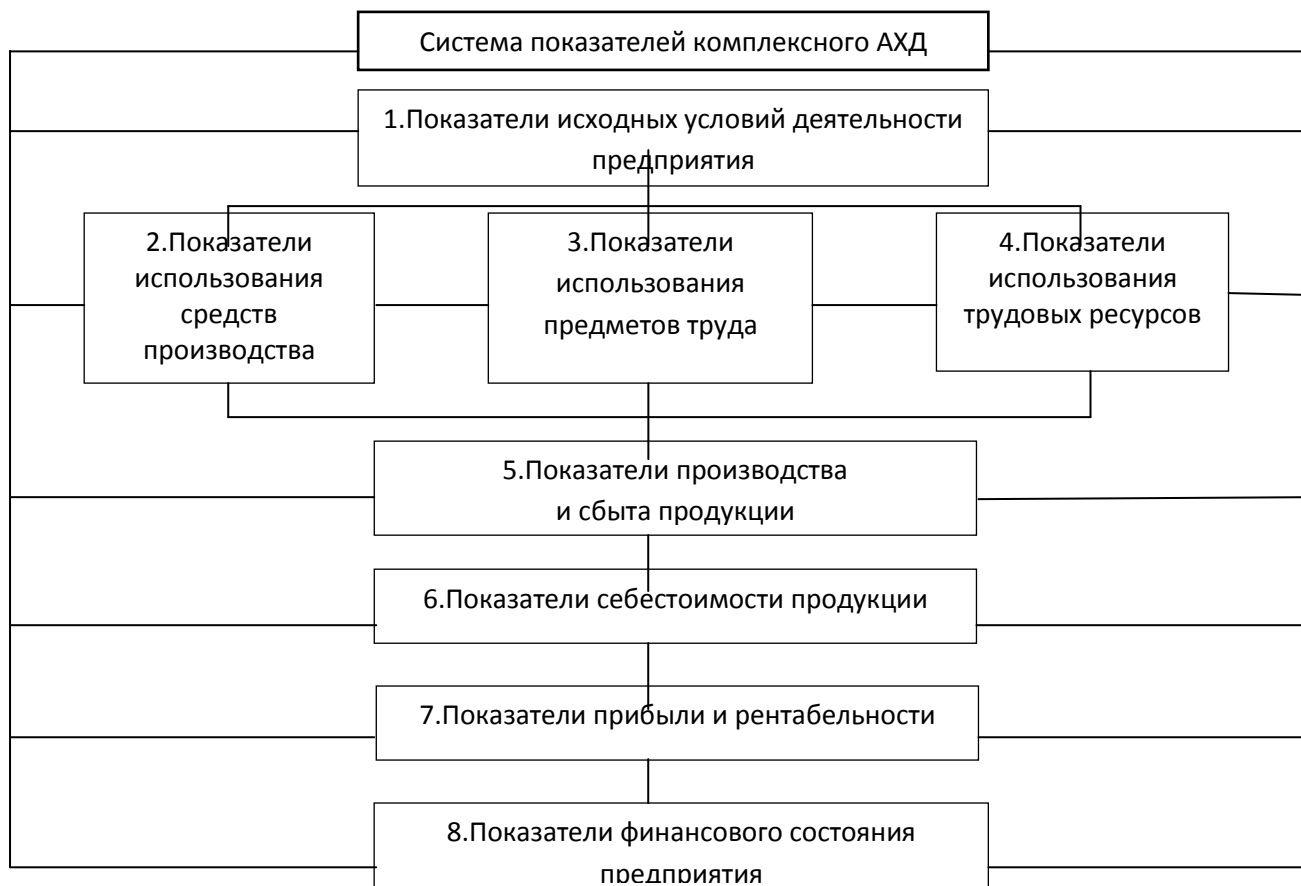 Система показателей комплексного АХД
1.Показатели исходных условий деятельности
предприятия
2.Показатели
использования
средств
производства
3.Показатели
использования
предметов труда
4.Показатели
использования
трудовых ресурсов
5.Показатели производства
и сбыта продукции
6.Показатели себестоимости продукции
7.Показатели прибыли и рентабельности
8.Показатели финансового состояния
предприятия